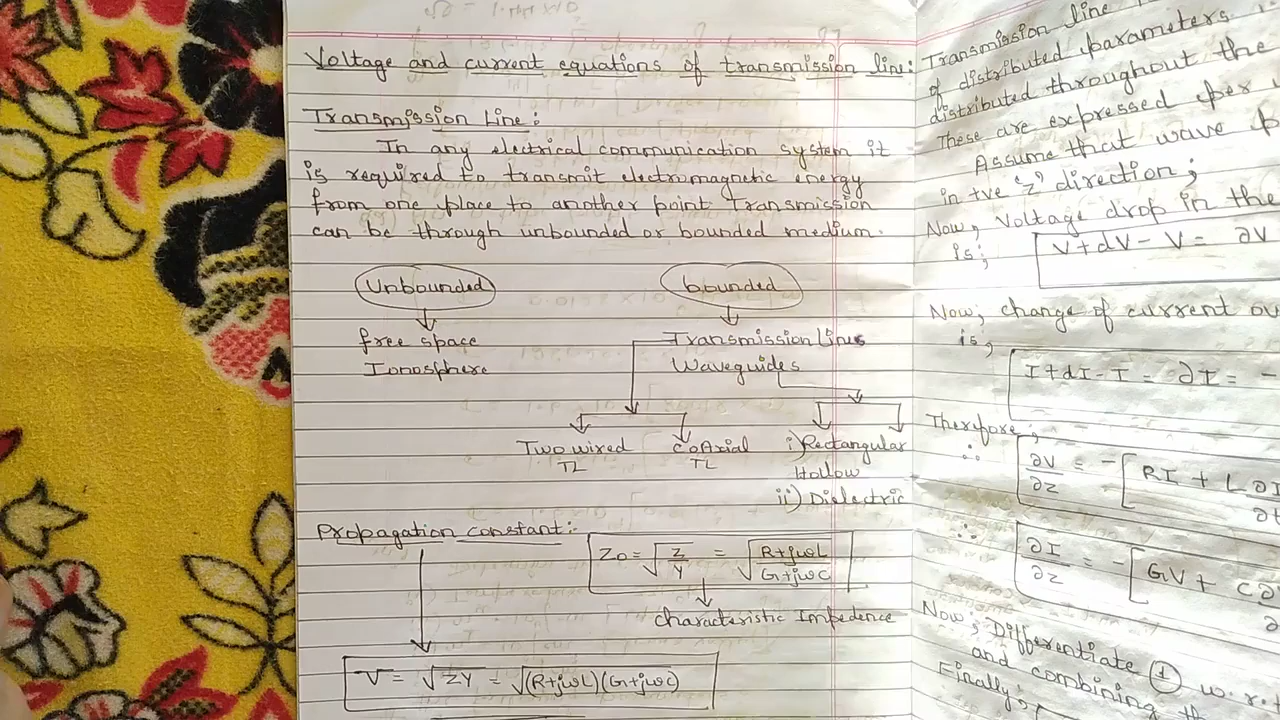 Voltage and current equations of transmission line:
Transmission Line:
In any electrical communication system it
is required to transmit electromagnetic energy
from one place to another point Transmission
can be through unbounded or bounded medium.
Unbounded
bounded
free space
Ionosphere
Transmission Lines
Waveguides
Two wired
TL
CoAxial
TL
i) Rectangular
Hollow
ii) Dielectric
Propagation constant:-
Z0 = √Z/Y = √R+jωL/G+jωC
characteristic Impedence
√ = √ZY = √(R+jωL)(G+jωC)
Transmission line
of distributed parameters
distributed throughout the
These are expressed per
Assume that wave p
in +ve 'z' direction;
Now, Voltage drop in the
is;
V+dV-V = ∂V
Now, change of current ov
is,
I+dI-I = ∂I = -
Therefore;
∴ ∂V/∂z = -[RI + L∂I/∂t
∴ ∂I/∂z = -[GV + C∂
Now, Differentiate ① w.r.
and combining th
Finally;